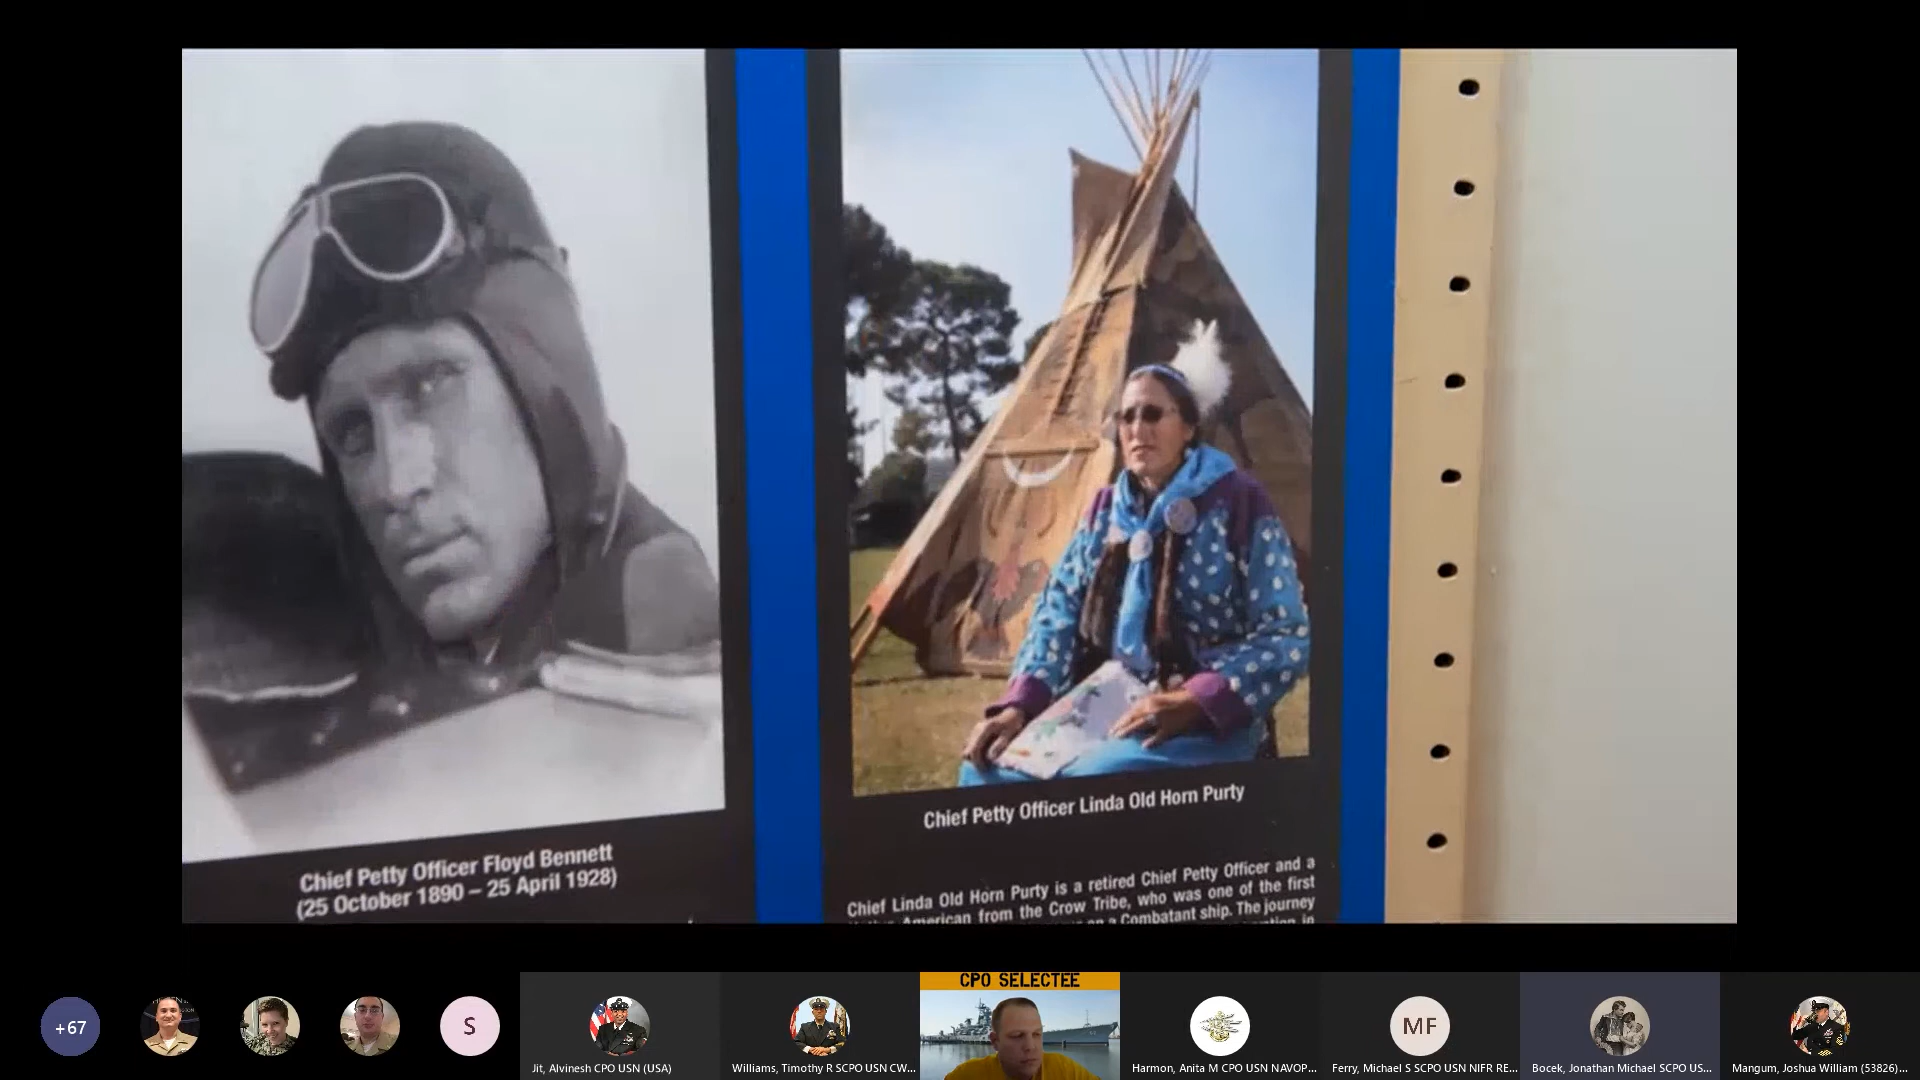 Chief Petty Officer Floyd Bennett
(25 October 1890 – 25 April 1928)
Chief Petty Officer Linda Old Horn Purty
Chief Linda Old Horn Purty is a retired Chief Petty Officer and a
American from the Crow Tribe, who was one of the first
on a Combatant ship. The journey
in
+67
S
Jit, Alvinesh CPO USN (USA)
Williams, Timothy R SCPO USN CW...
CPO SELECTEE
Harmon, Anita M CPO USN NAVOP...
MF
Ferry, Michael S SCPO USN NIFR RE...
Bocek, Jonathan Michael SCPO US...
Mangum, Joshua William (53826)...